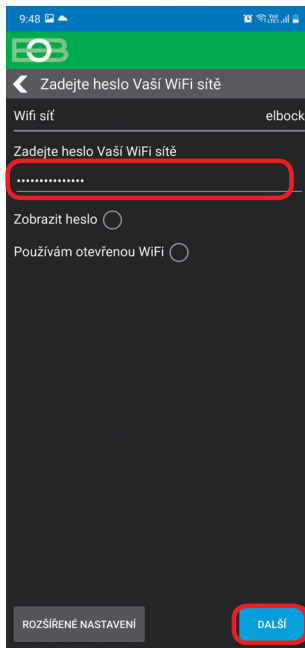 9:48
EOB
Zadejte heslo Vaší WiFi sítě
Wifi síť elbock
Zadejte heslo Vaší WiFi sítě
•••••••••••••••
Zobrazit heslo
Používám otevřenou WiFi
ROZŠÍŘENÉ NASTAVENÍ DALŠÍ